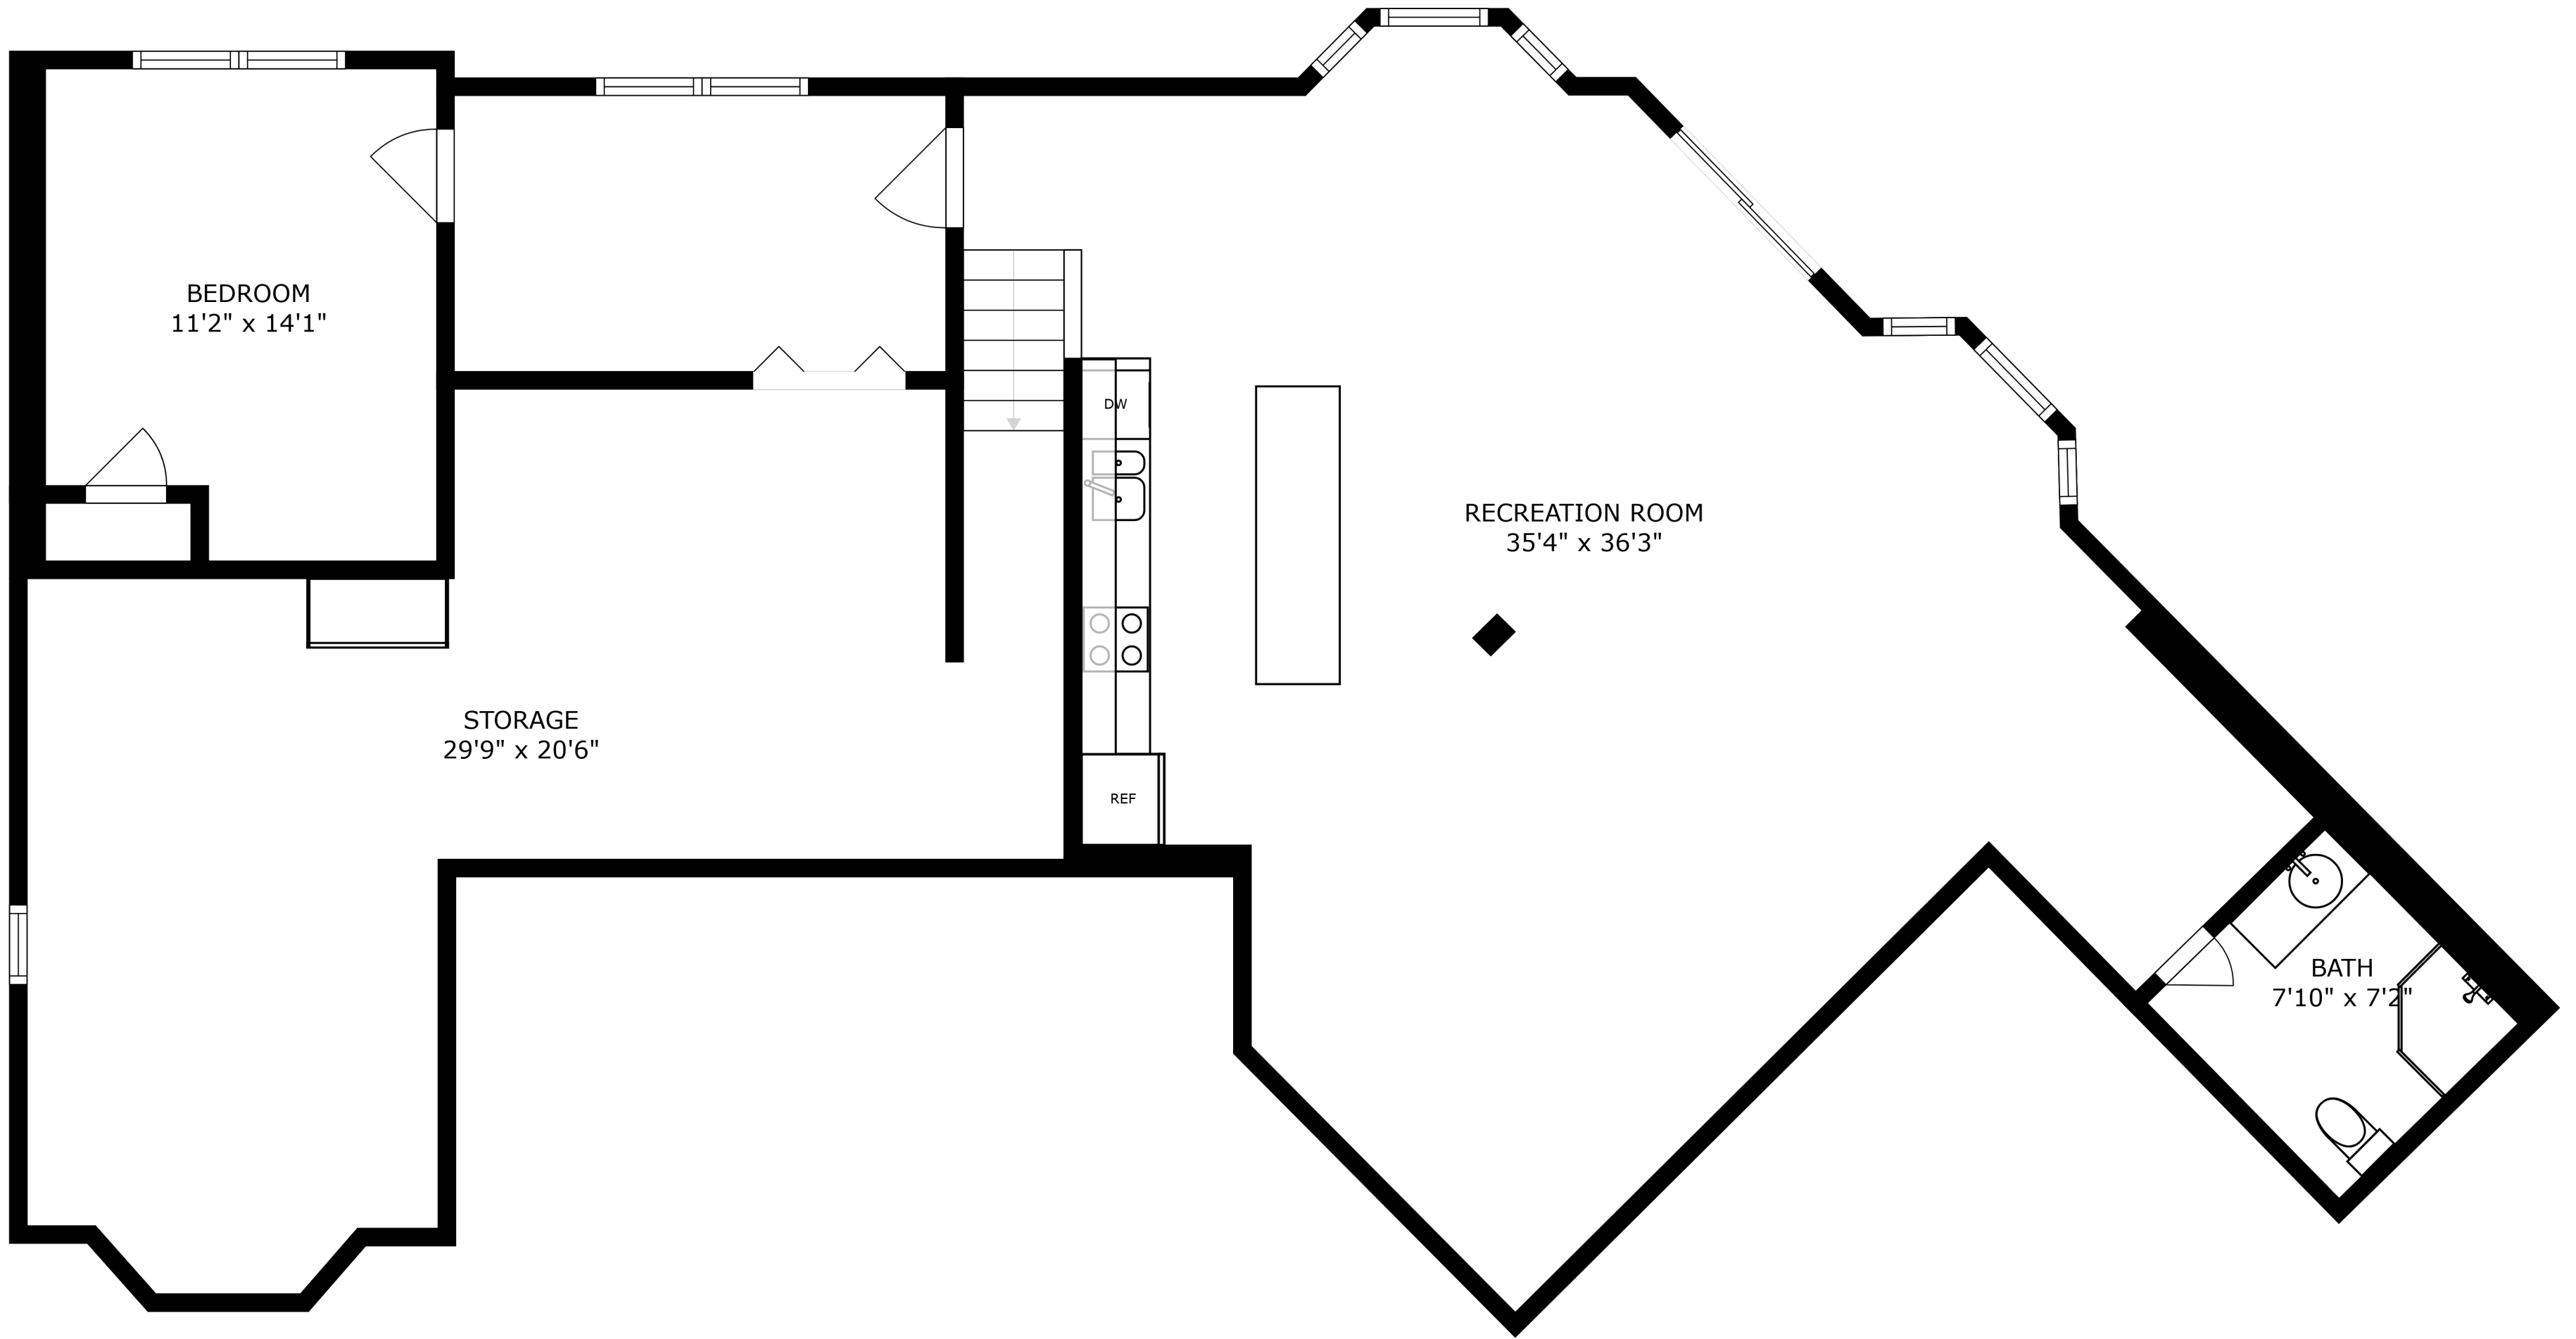 BEDROOM
11'2" x 14'1"
DW
RECREATION ROOM
35'4" x 36'3"
STORAGE
29'9" x 20'6"
REF
BATH
7'10" x 7'2"